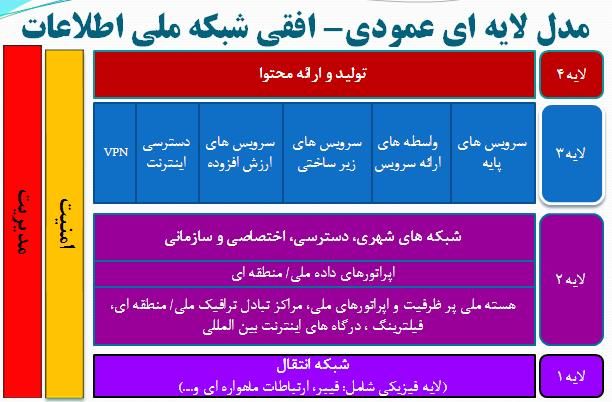 مدل لایه ای عمودی- افقی شبکه ملی اطلاعات
لایه ۴
تولید و ارائه محتوا
لایه ۳
سرویس های
پایه
واسطه های
ارائه سرویس
سرویس های
زیر ساختی
سرویس های
ارزش افزوده
دسترسی
اینترنت
VPN
لایه ۲
شبکه های شهری، دسترسی، اختصاصی و سازمانی
اپراتورهای داده ملی/ منطقه ای
هسته ملی پر ظرفیت و اپراتورهای ملی، مراکز تبادل ترافیک ملی/ منطقه ای،
فیلترینگ ، درگاه های اینترنت بین المللی
لایه ۱
شبکه انتقال
(لایه فیزیکی شامل: فیبر، ارتباطات ماهواره ای و....)
امنیت
مدیریت